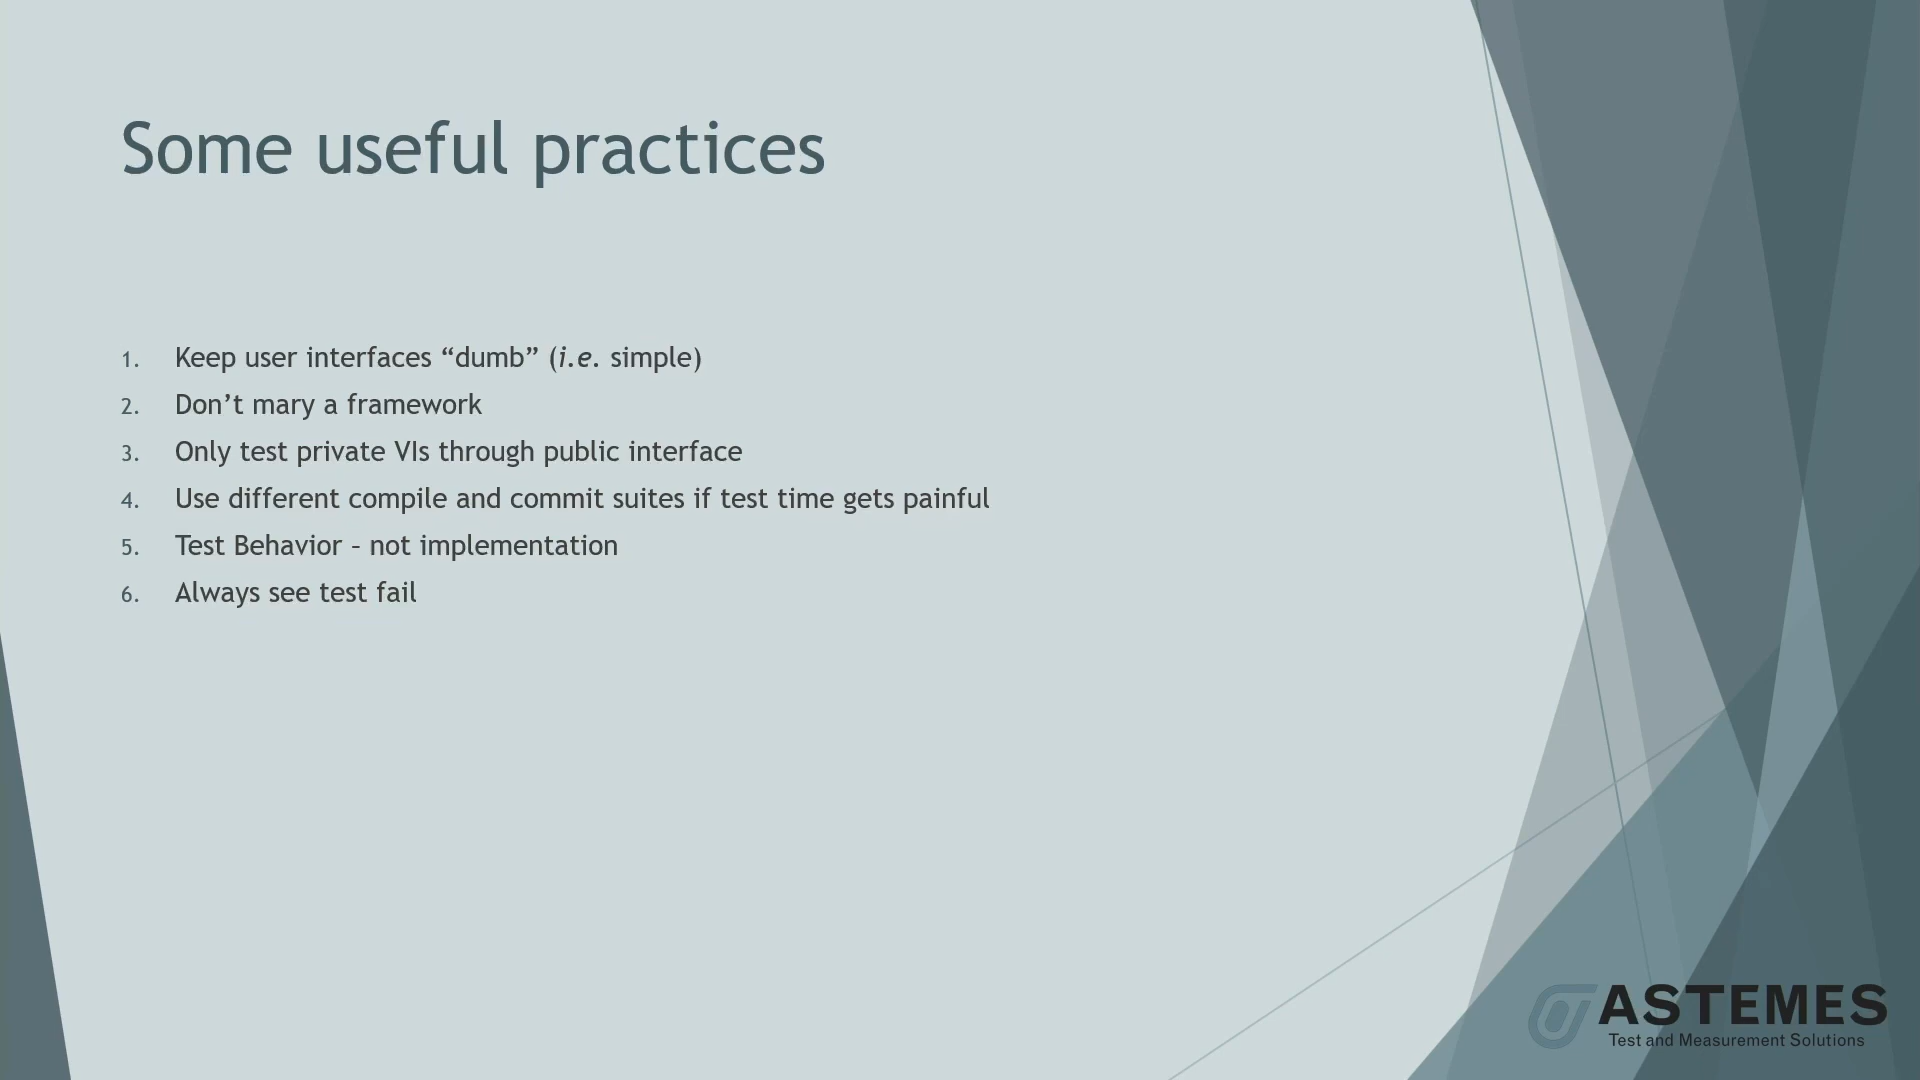 Some useful practices
1. Keep user interfaces “dumb” (i.e. simple)
2. Don’t mary a framework
3. Only test private VIs through public interface
4. Use different compile and commit suites if test time gets painful
5. Test Behavior – not implementation
6. Always see test fail
ASTEMES
Test and Measurement Solutions